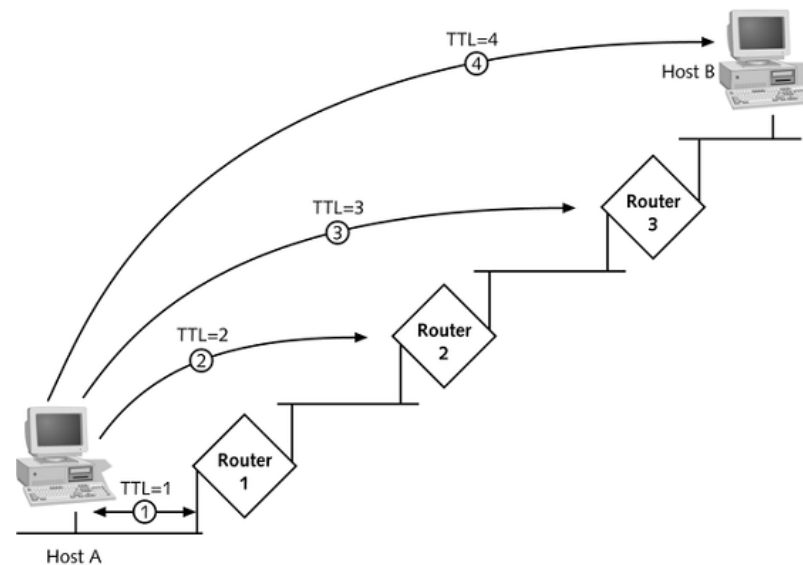 TTL=4
4
Host B
Router
3
TTL=3
3
Router
2
TTL=2
2
Router
1
TTL=1
1
Host A